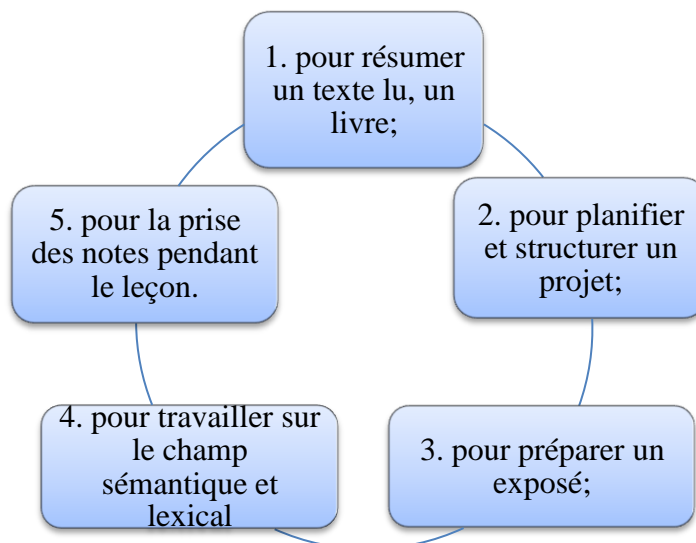 1. pour résumer
un texte lu, un
livre;
2. pour planifier
et structurer un
projet;
3. pour préparer un
exposé;
4. pour travailler sur
le champ
sémantique et
lexical
5. pour la prise
des notes pendant
le leçon.